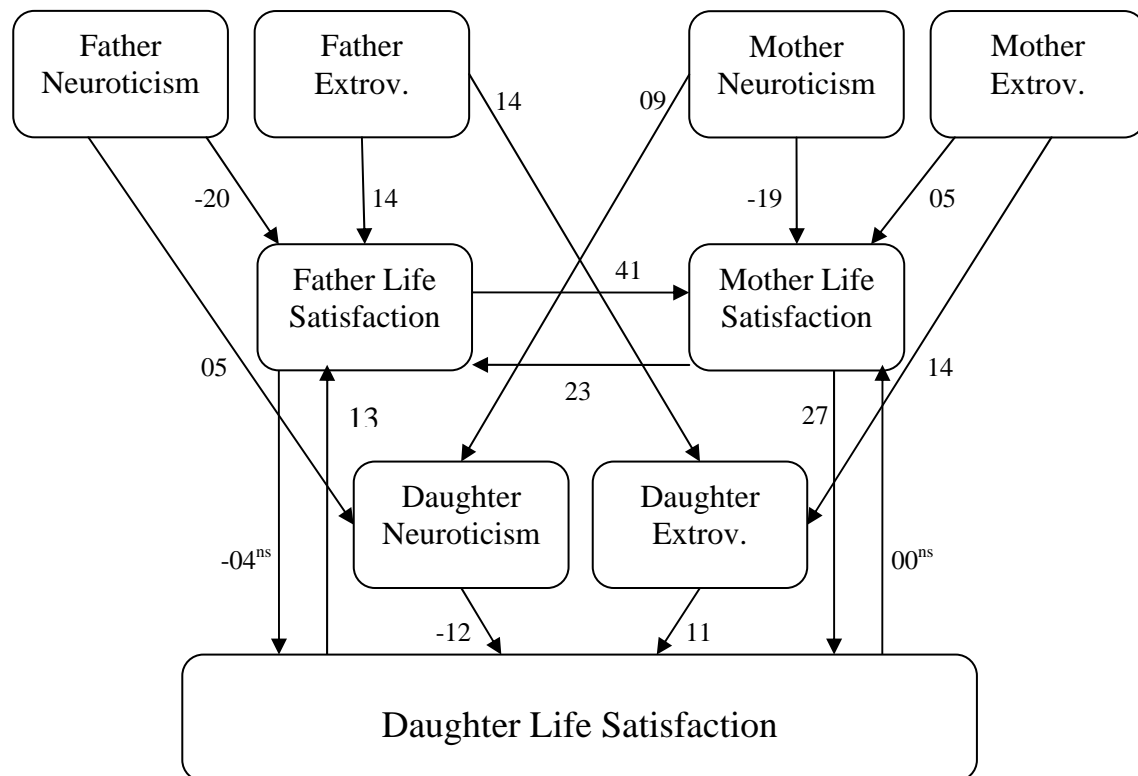 Father
Neuroticism
Father
Extrov.
Mother
Neuroticism
Mother
Extrov.
14
09
-20
14
-19
05
Father Life
Satisfaction
41
Mother Life
Satisfaction
05
13
23
27
14
Daughter
Neuroticism
Daughter
Extrov.
-04ns
00ns
-12
11
Daughter Life Satisfaction